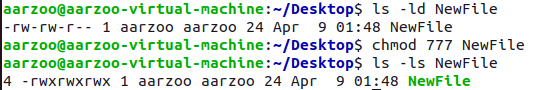 aarzoo@aarzoo-virtual-machine:~/Desktop$ ls -ld NewFile
-rw-rw-r-- 1 aarzoo aarzoo 24 Apr  9 01:48 NewFile
aarzoo@aarzoo-virtual-machine:~/Desktop$ chmod 777 NewFile
aarzoo@aarzoo-virtual-machine:~/Desktop$ ls -ls NewFile
4 -rwxrwxrwx 1 aarzoo aarzoo 24 Apr  9 01:48 NewFile